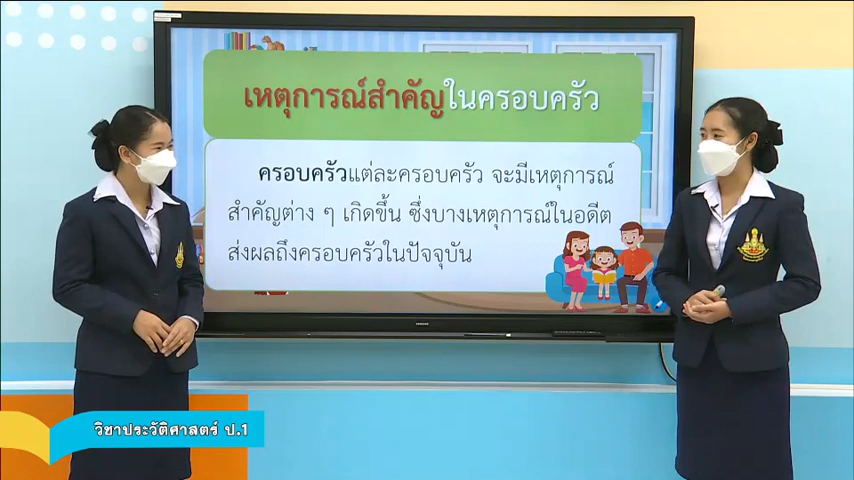 เหตุการณ์สำคัญในครอบครัว
ครอบครัวแต่ละครอบครัว จะมีเหตุการณ์
สำคัญต่าง ๆ เกิดขึ้น ซึ่งบางเหตุการณ์ในอดีต
ส่งผลถึงครอบครัวในปัจจุบัน
SAMSUNG
วิชาประวัติศาสตร์ ป.1